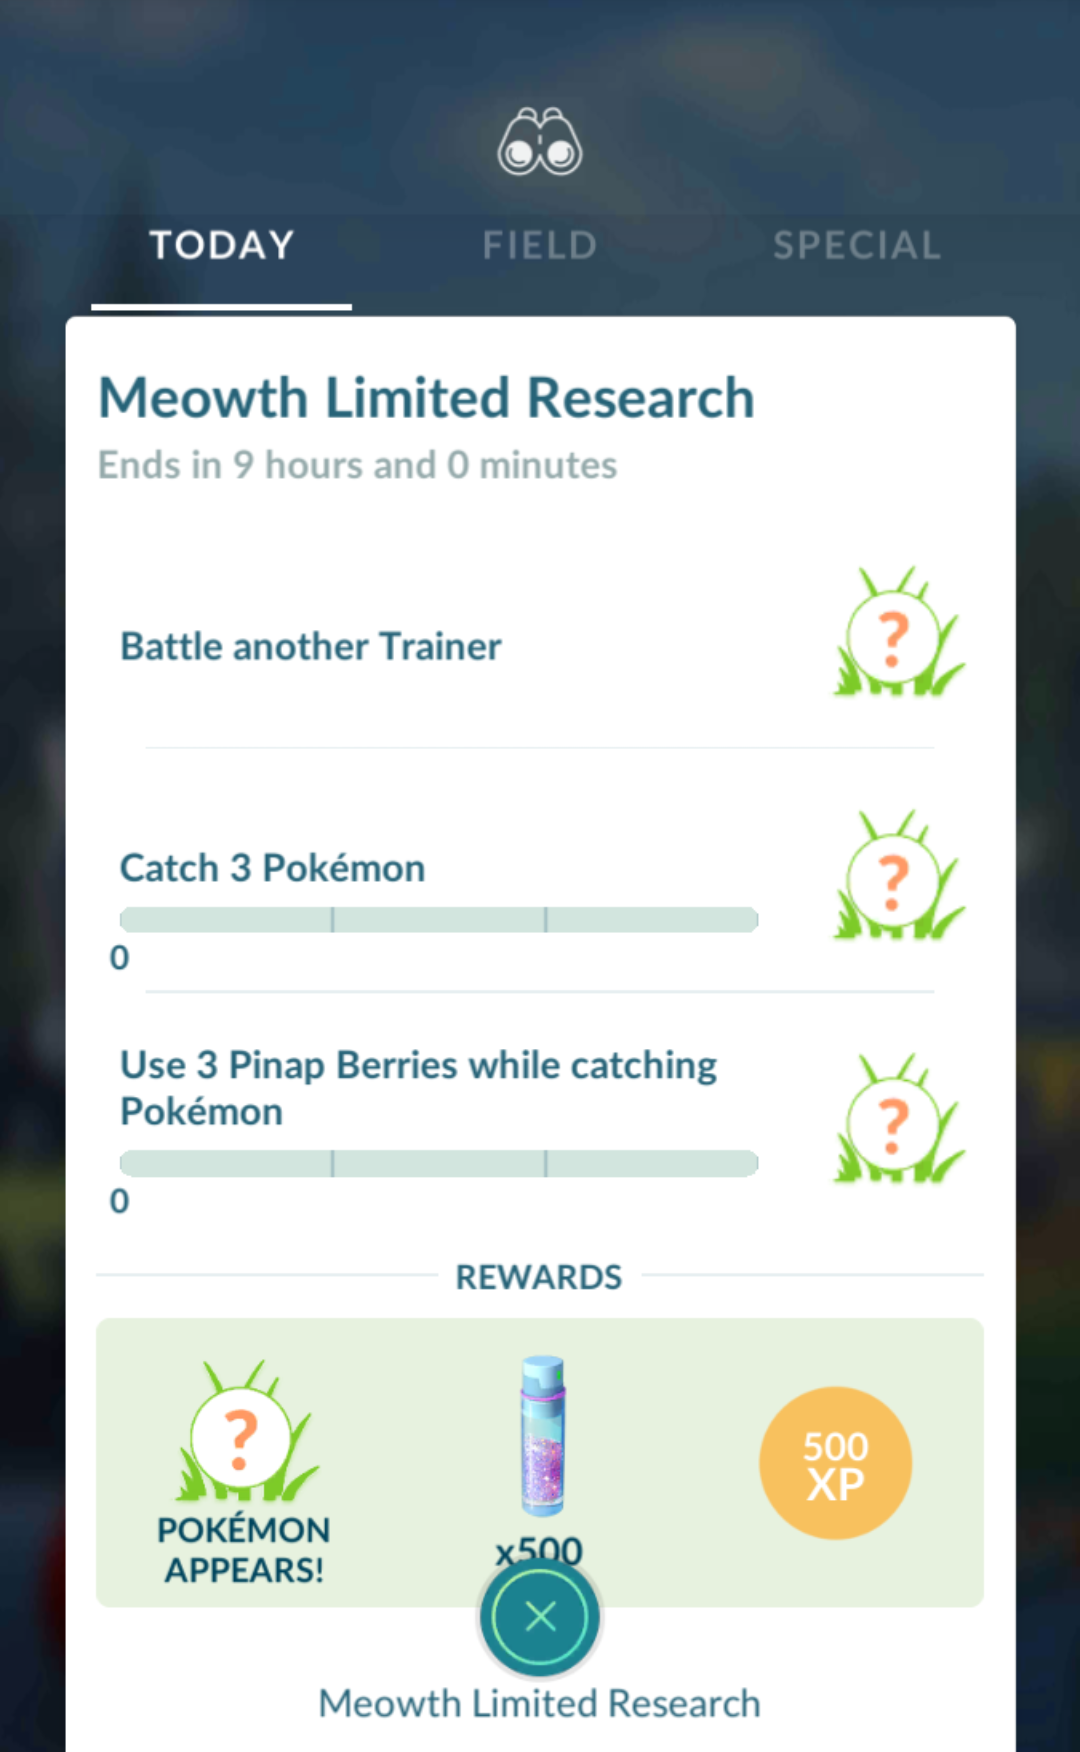 TODAY
FIELD
SPECIAL
Meowth Limited Research
Ends in 9 hours and 0 minutes
Battle another Trainer
?
Catch 3 Pokémon
?
0
Use 3 Pinap Berries while catching
Pokémon
?
0
REWARDS
?
POKÉMON
APPEARS!
x500
500
XP
Meowth Limited Research